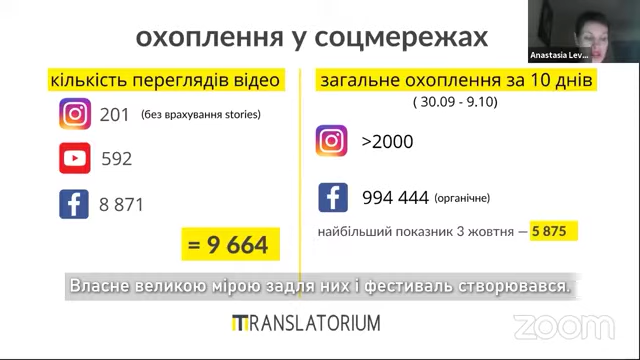 охоплення у соцмережах
Anastasia Lev...
кількість переглядів відео
201 (без врахування stories)
592
8 871
= 9 664
загальне охоплення за 10 днів
( 30.09 - 9.10)
>2000
994 444 (органічне)
найбільший показник 3 жовтня — 5 875
Власне великою мірою задля них і фестиваль створювався.
TRANSLATORIUM
zoom